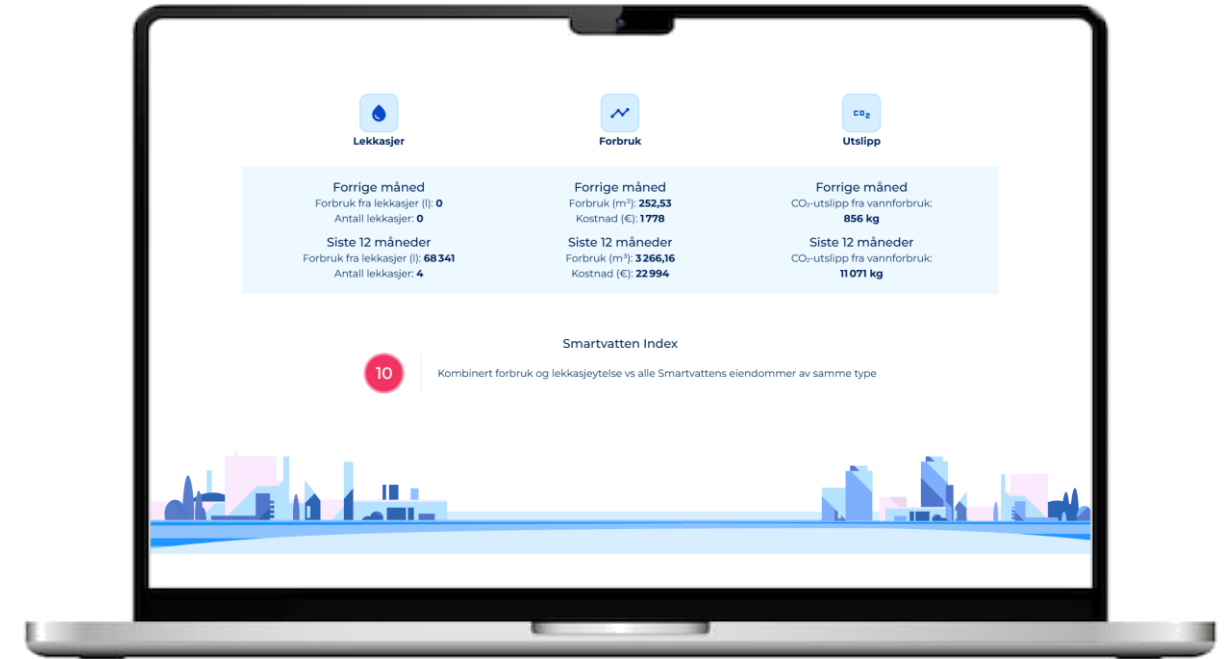 CO₂
Lekkasjer
Forbruk
Utslipp
Forrige måned
Forbruk fra lekkasjer (l): 0
Antall lekkasjer: 0
Siste 12 måneder
Forbruk fra lekkasjer (l): 68 341
Antall lekkasjer: 4
Forrige måned
Forbruk (m³): 252,53
Kostnad (€): 1 778
Siste 12 måneder
Forbruk (m³): 3 266,16
Kostnad (€): 22 994
Forrige måned
CO₂-utslipp fra vannforbruk:
856 kg
Siste 12 måneder
CO₂-utslipp fra vannforbruk:
11 071 kg
Smartvatten Index
10
Kombinert forbruk og lekkasjeytelse vs alle Smartvattens eiendommer av samme type